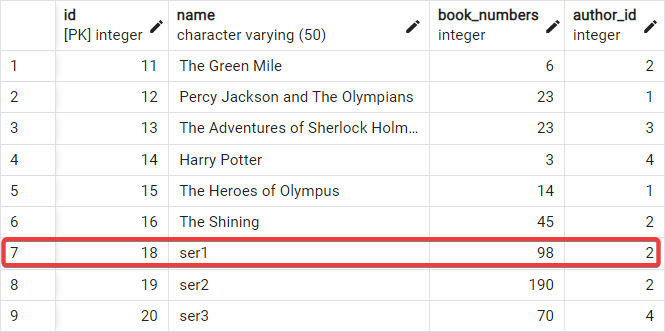 id name book_numbers author_id
[PK] integer character varying (50) integer integer
1 11 The Green Mile 6 2
2 12 Percy Jackson and The Olympians 23 1
3 13 The Adventures of Sherlock Holm... 23 3
4 14 Harry Potter 3 4
5 15 The Heroes of Olympus 14 1
6 16 The Shining 45 2
7 18 ser1 98 2
8 19 ser2 190 2
9 20 ser3 70 4